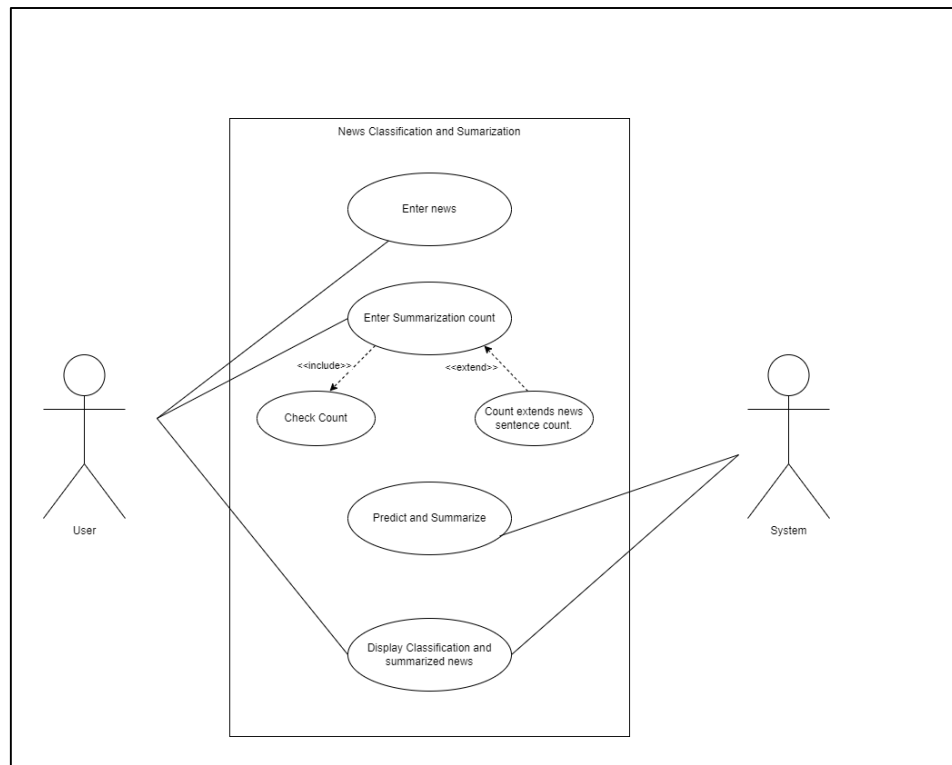 News Classification and Sumarization
Enter news
Enter Summarization count
<<include>>
<<extend>>
Check Count
Count extends news
sentence count.
Predict and Summarize
User
System
Display Classification and
summarized news